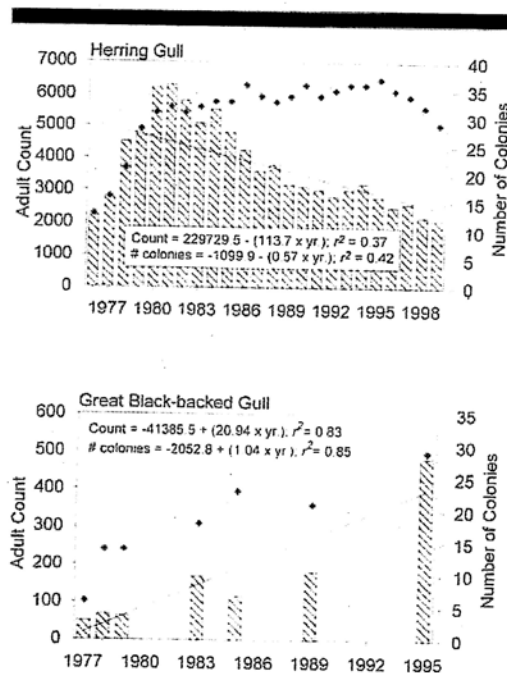 Herring Gull
7000
6000
5000
4000
3000
2000
1000
0
Adult Count
40
35
30
25
20
15
10
5
0
Number of Colonies
Count = 229729.5 - (113.7 x yr.); r² = 0.37
# colonies = -1099.9 - (0.57 x yr.); r² = 0.42
1977 1980 1983 1986 1989 1992 1995 1998
Great Black-backed Gull
600
500
400
300
200
100
0
Adult Count
35
30
25
20
15
10
5
0
Number of Colonies
Count = -41385.5 + (20.94 x yr.), r² = 0.83
# colonies = -2052.8 + (1.04 x yr.), r² = 0.85
1977 1980 1983 1986 1989 1992 1995